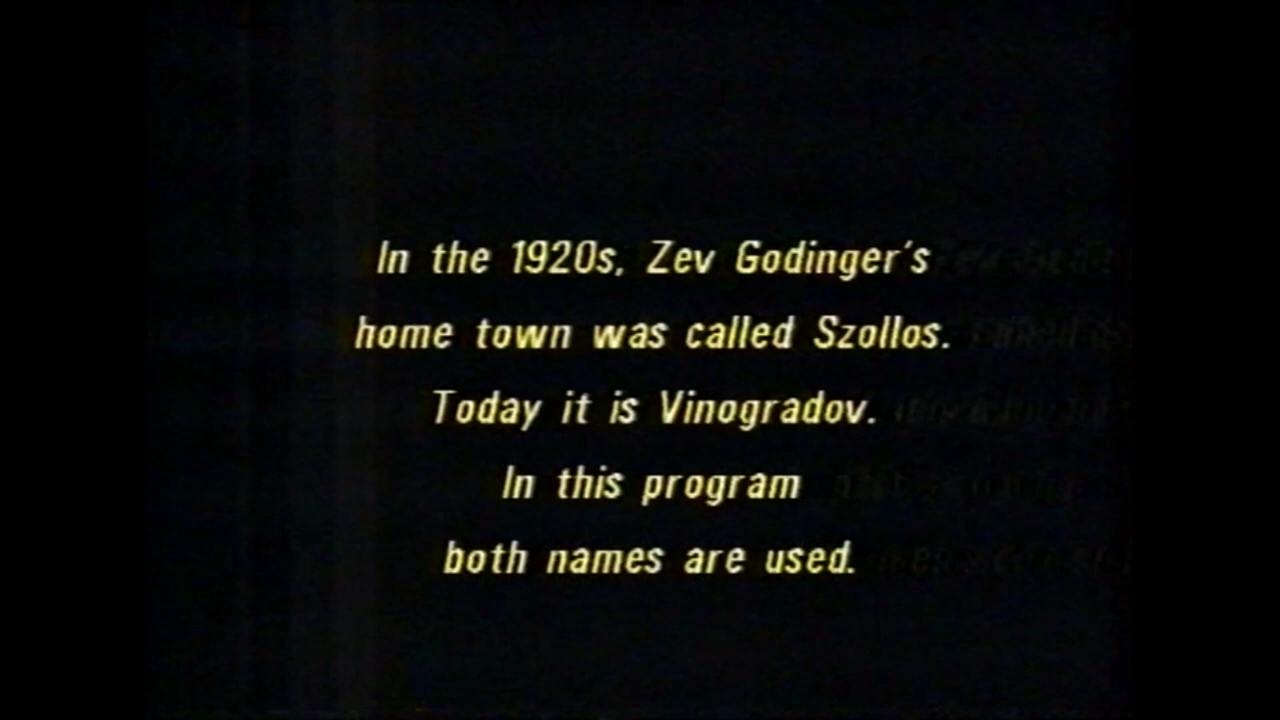 In the 1920s, Zev Godinger's
home town was called Szollos.
Today it is Vinogradov.
In this program
both names are used.